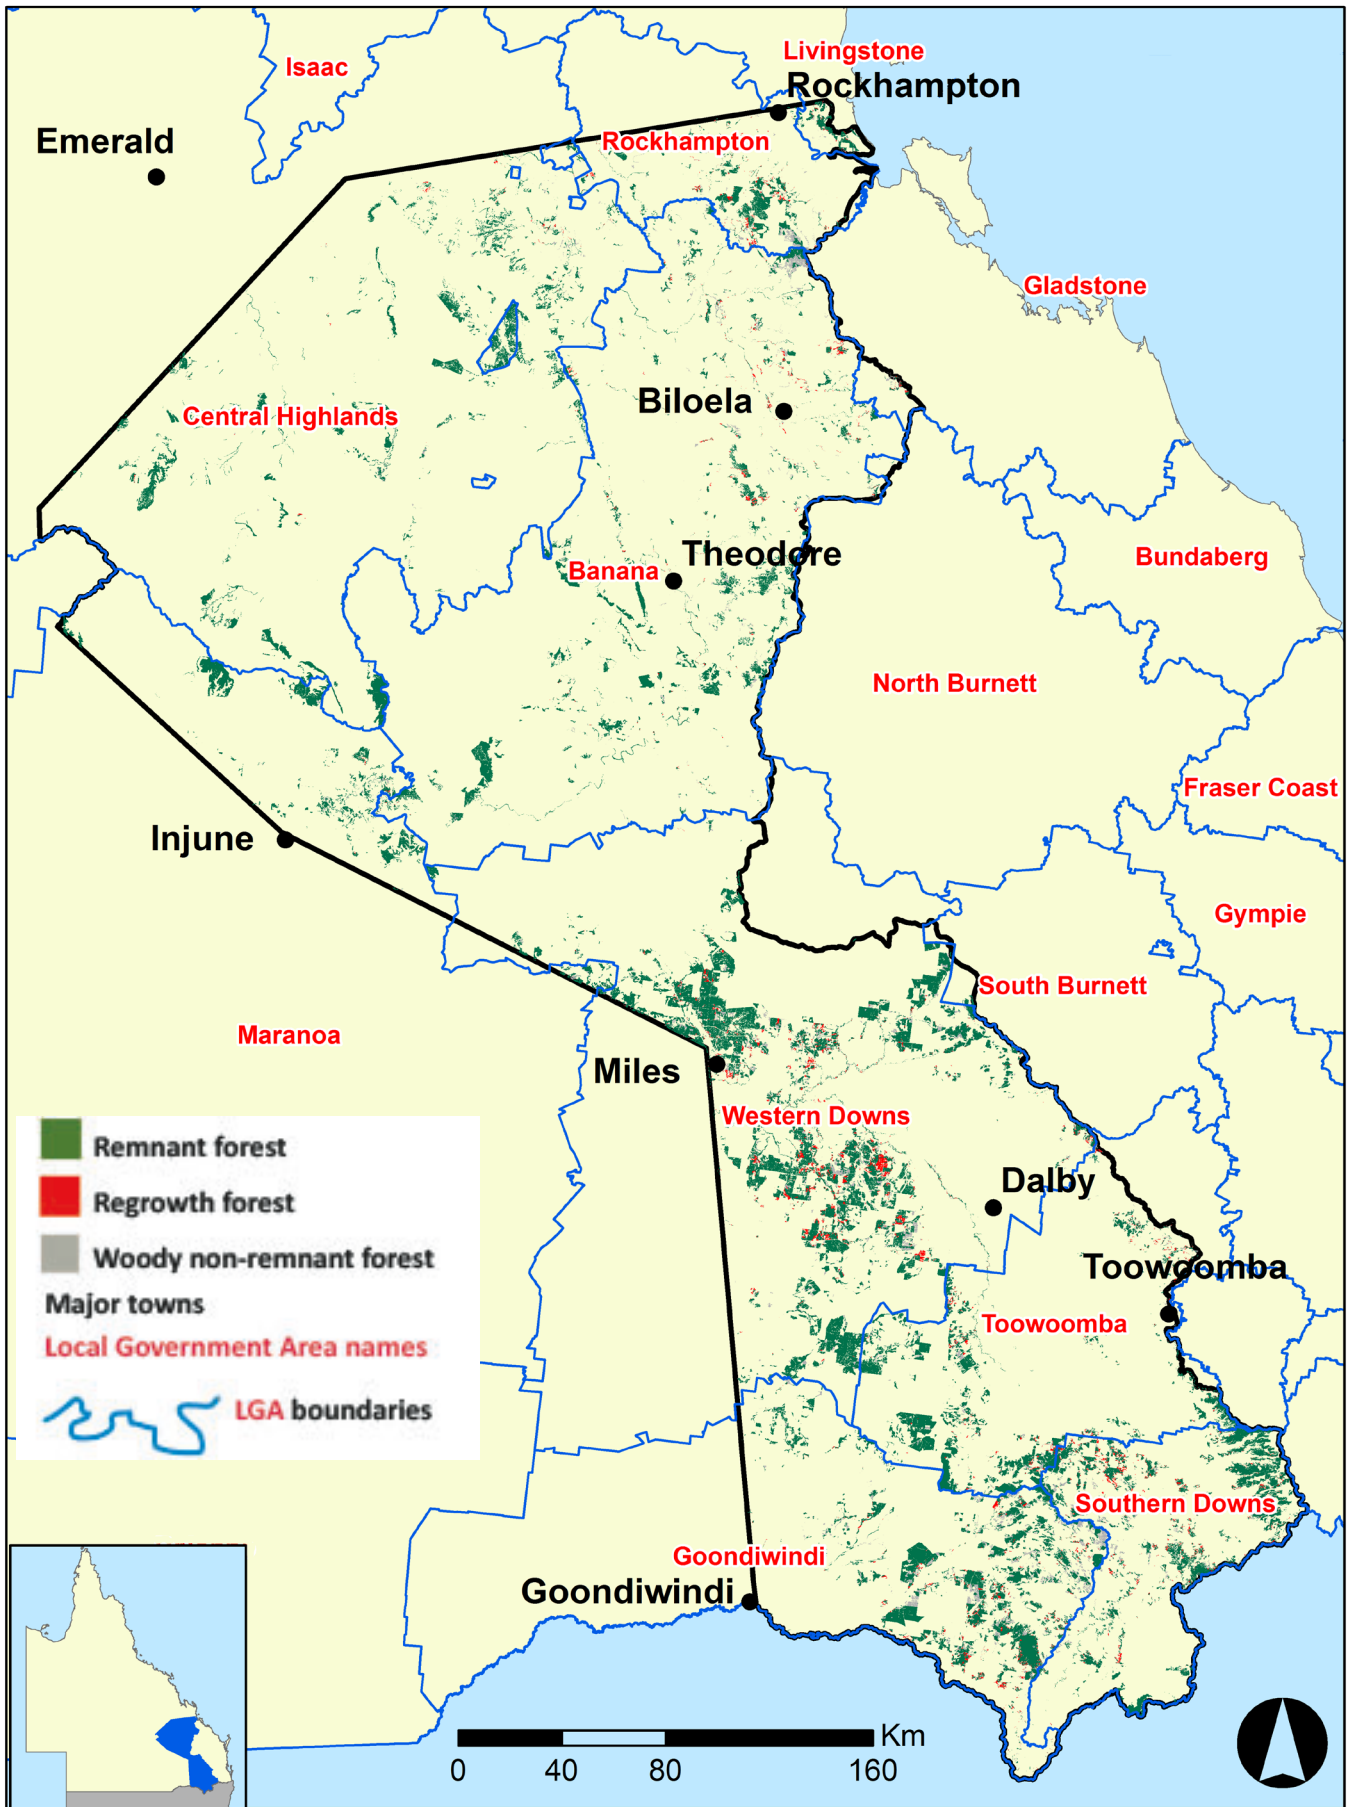 Livingstone
Isaac
Rockhampton
Emerald
Rockhampton
Gladstone
Biloela
Central Highlands
Theodore
Banana
Bundaberg
North Burnett
Fraser Coast
Injune
Gympie
South Burnett
Maranoa
Miles
Western Downs
Remnant forest
Dalby
Regrowth forest
Woody non-remnant forest
Toowoomba
Major towns
Toowoomba
Local Government Area names
LGA boundaries
Southern Downs
Goondiwindi
Goondiwindi
Km
0 40 80 160